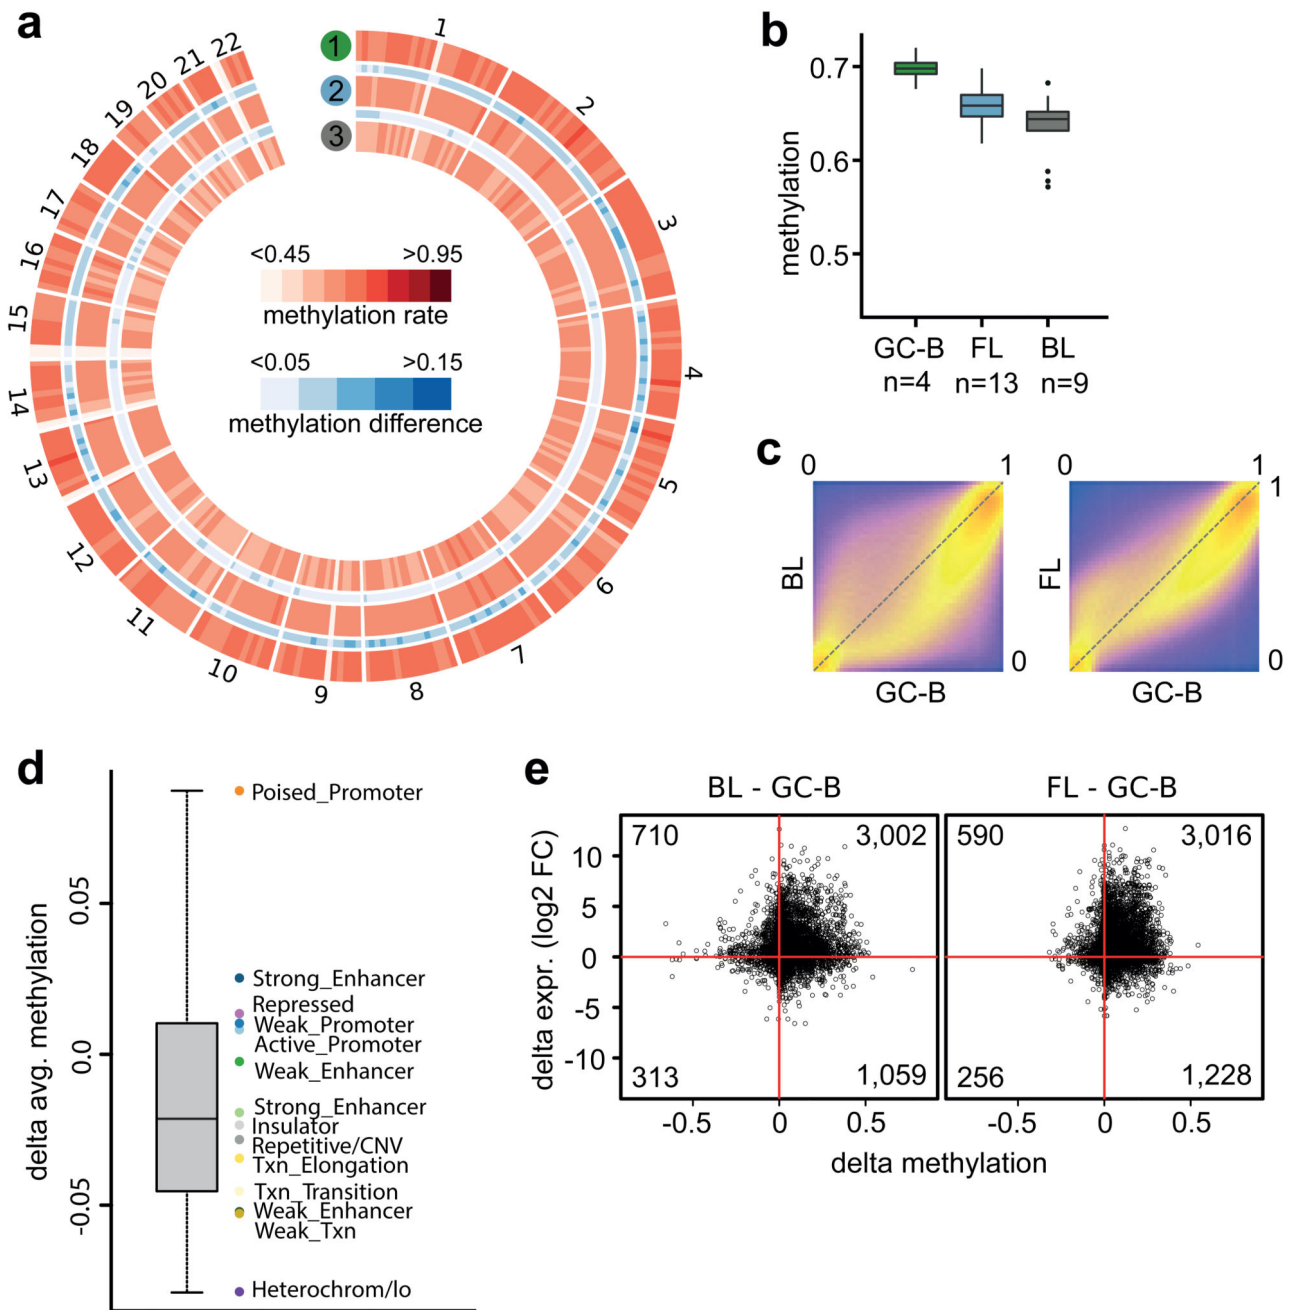 a
1
2
3
4
5
6
7
8
9
10
11
12
13
14
15
16
17
18
19
20
21
22
1
2
3
<0.45 >0.95
methylation rate
<0.05 >0.15
methylation difference
b
methylation
0.7
0.6
0.5
GC-B FL BL
n=4 n=13 n=9
c
0 1
BL
0
GC-B
0 1
1
FL
0
GC-B
d
delta avg. methylation
0.05
0.0
-0.05
Poised_Promoter
Strong_Enhancer
Repressed
Weak_Promoter
Active_Promoter
Weak_Enhancer
Strong_Enhancer
Insulator
Repetitive/CNV
Txn_Elongation
Txn_Transition
Weak_Enhancer
Weak_Txn
Heterochrom/lo
e
BL - GC-B FL - GC-B
delta expr. (log2 FC)
10
5
0
-5
-10
710 3,002
313 1,059
590 3,016
256 1,228
-0.5 0 0.5 -0.5 0 0.5
delta methylation